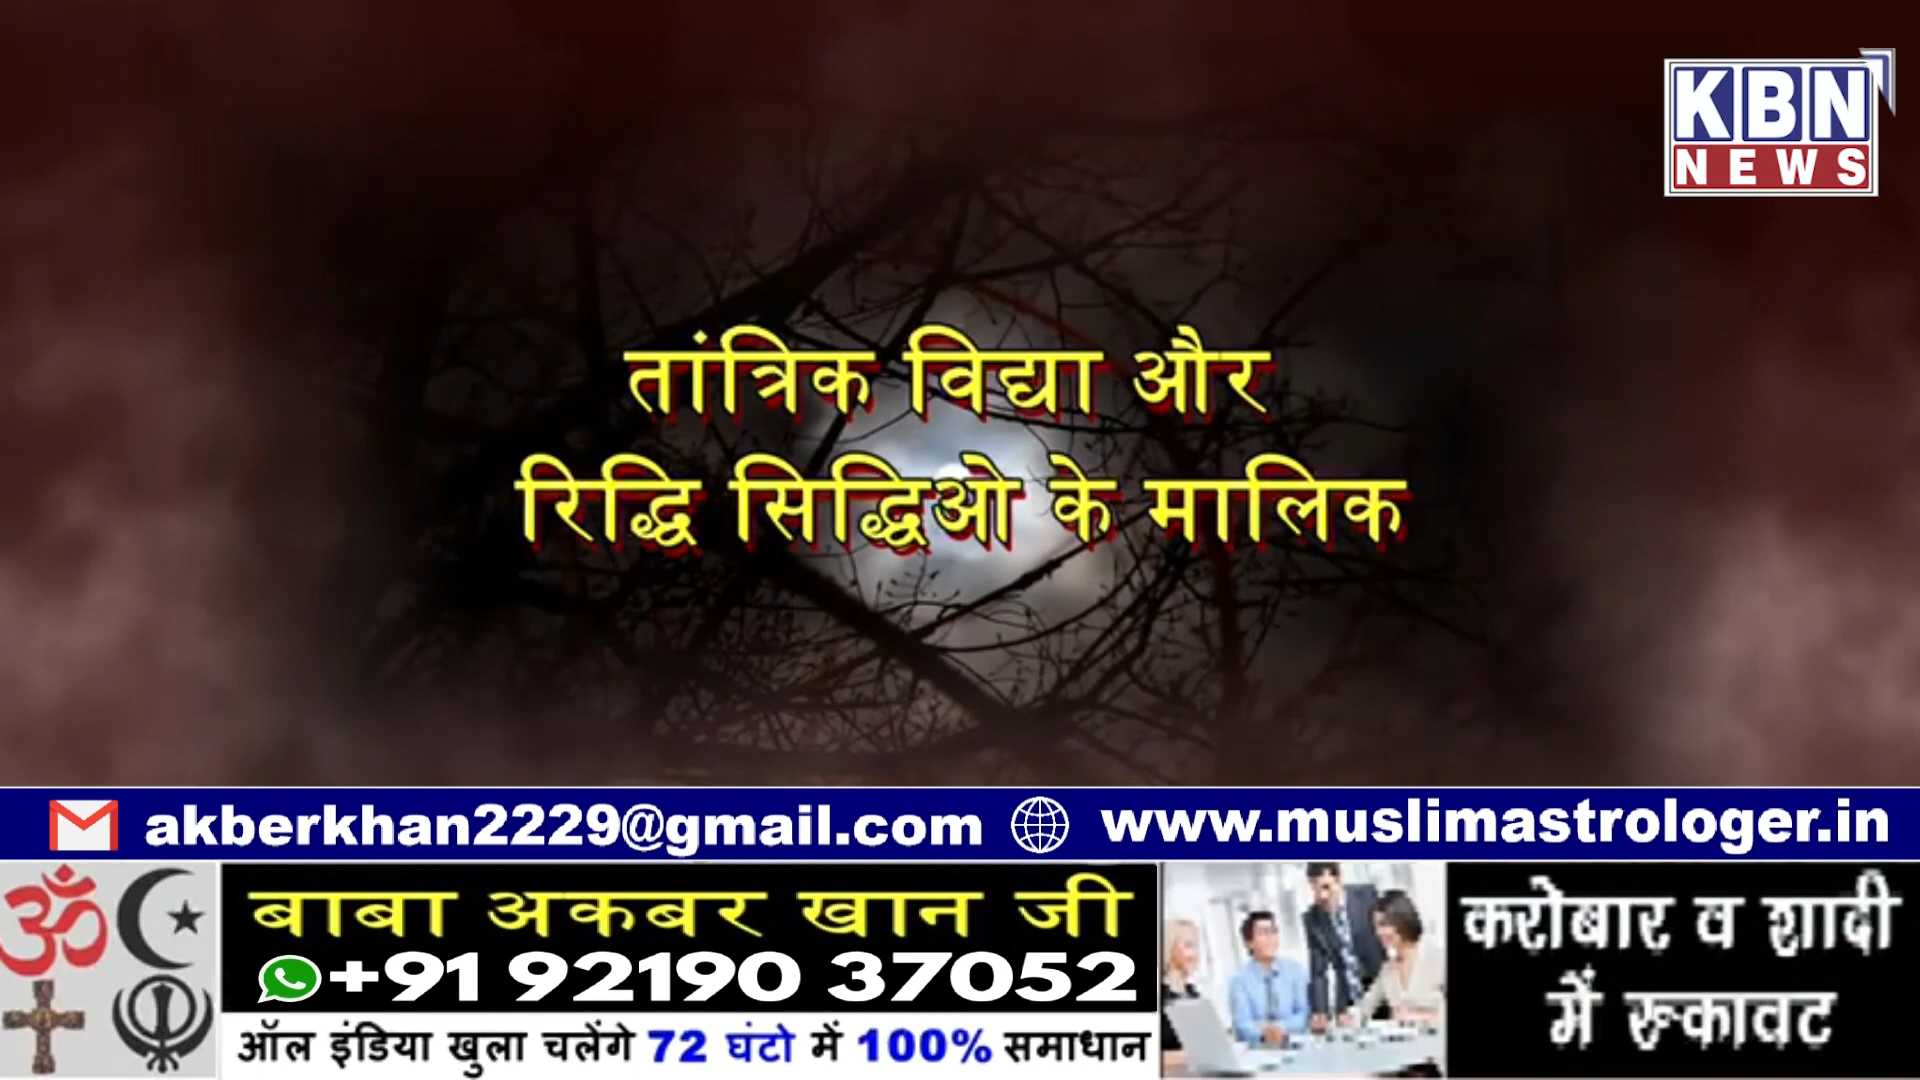 KBN
NEWS
तांत्रिक विद्या और
रिद्धि सिद्धिओ के मालिक
akberkhan2229@gmail.com www.muslimastrologer.in
बाबा अकबर खान जी
+91 92190 37052
ऑल इंडिया खुला चलेंगे 72 घंटो में 100% समाधान
करोबार व शादी
में रूकावट